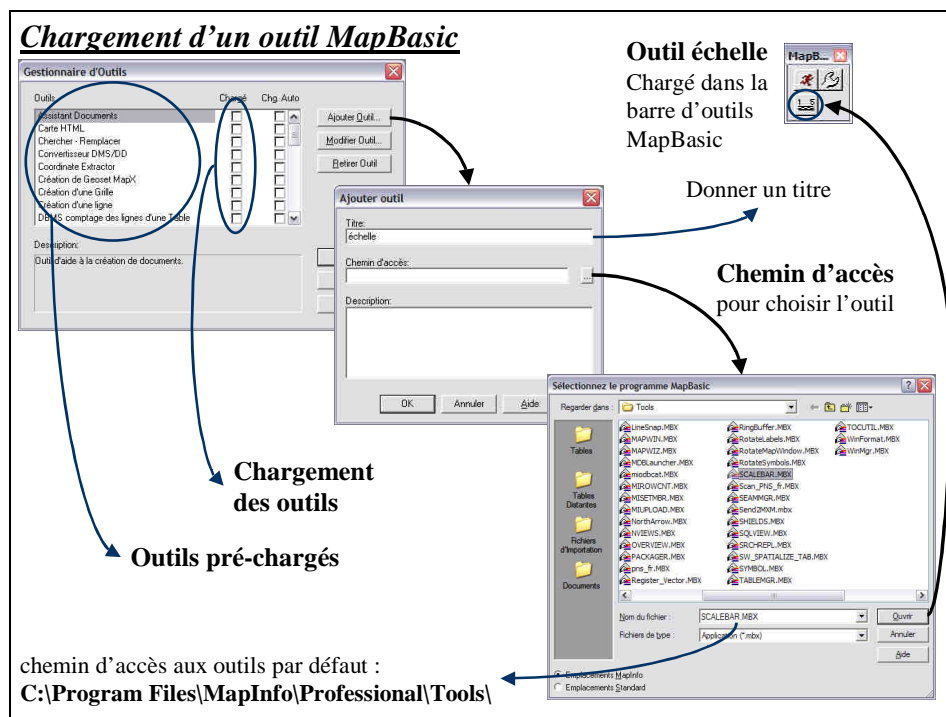 Chargement d'un outil MapBasic
Gestionnaire d'Outils
Outils
Chargé
Chg. Auto
Assistant Documents
Carte HTML
Chercher - Remplacer
Convertisseur DMS/DD
Coordinate Extractor
Création de Geoset MapX
Création d'une Grille
Création d'une ligne
DBMS comptage des lignes d'une Table
Ajouter Outil...
Modifier Outil...
Retirer Outil
Description:
Outil d'aide à la création de documents.
Outil échelle
Chargé dans la
barre d'outils
MapBasic
MapB...
1 5
Ajouter outil
Titre:
échelle
Chemin d'accès:
...
Description:
OK
Annuler
Aide
Donner un titre
Chemin d'accès
pour choisir l'outil
Sélectionnez le programme MapBasic
Regarder dans :
Tools
Tables
Tables
Distantes
Fichiers
d'Importation
Documents
LineSnap.MBX
MAPWIN.MBX
MAPWIZ.MBX
MDBLauncher.MBX
miodbcat.MBX
MIROWCNT.MBX
MISETMBR.MBX
MIUPLOAD.MBX
NorthArrow.MBX
NVIEWS.MBX
OVERVIEW.MBX
PACKAGER.MBX
pns_fr.MBX
Register_Vector.MBX
RingBuffer.MBX
RotateLabels.MBX
RotateMapWindow.MBX
RotateSymbols.MBX
SCALEBAR.MBX
Scan_PNS_fr.MBX
SEAMMGR.MBX
Send2MXM.mbx
SHIELDS.MBX
SQLVIEW.MBX
SRCHREPL.MBX
SW_SPATIALIZE_TAB.MBX
SYMBOL.MBX
TABLEMGR.MBX
TOCUTIL.MBX
WinFormat.MBX
WinMgr.MBX
Nom du fichier :
SCALEBAR.MBX
Ouvrir
Fichiers de type :
Application (*.mbx)
Annuler
Aide
Emplacements MapInfo
Emplacements Standard
Chargement
des outils
Outils pré-chargés
chemin d'accès aux outils par défaut :
C:\Program Files\MapInfo\Professional\Tools\